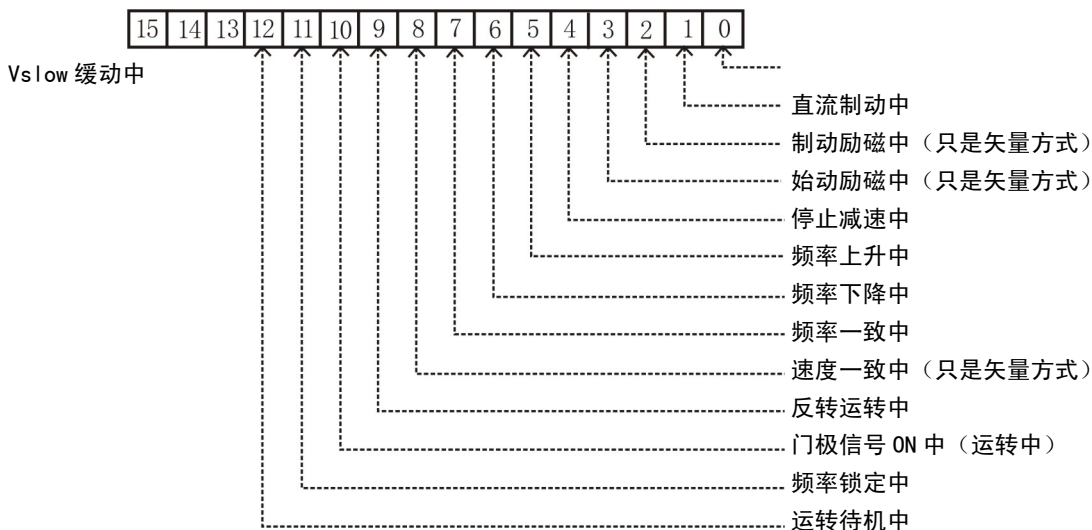 15 14 13 12 11 10 9 8 7 6 5 4 3 2 1 0
Vslow 缓动中
直流制动中
制动励磁中（只是矢量方式）
始动励磁中（只是矢量方式）
停止减速中
频率上升中
频率下降中
频率一致中
速度一致中（只是矢量方式）
反转运转中
门极信号 ON 中（运转中）
频率锁定中
运转待机中